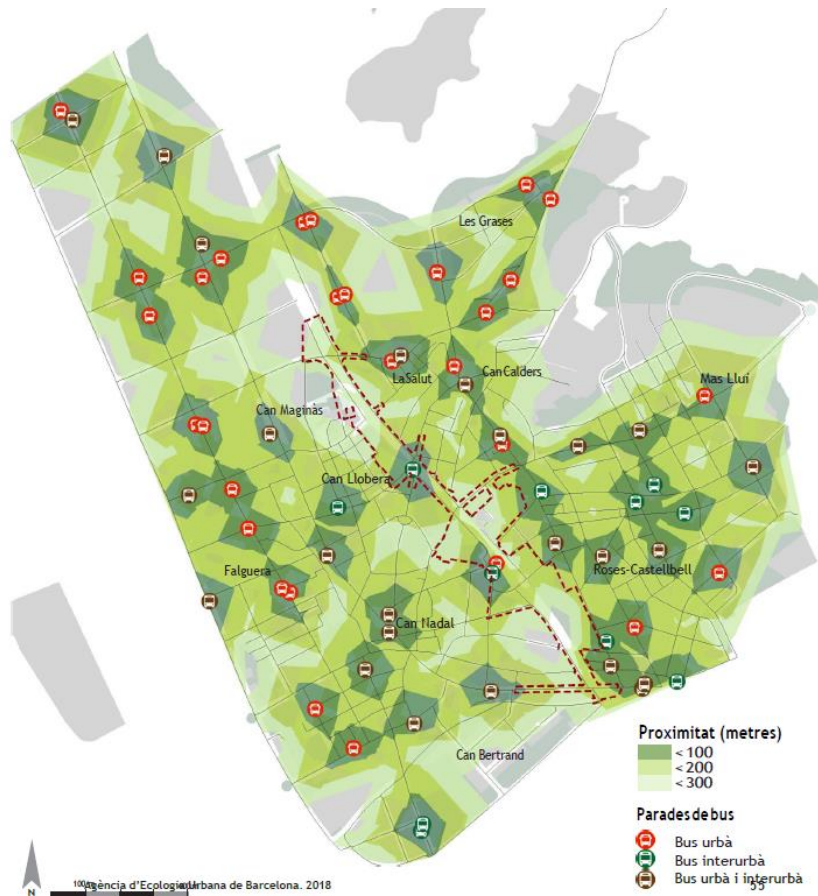 Les Grases
La Salut
Can Calders
Mas Lluí
Can Maginàs
Can Llobera
Falguera
Roses-Castellbell
Can Nadal
Can Bertrand
Proximitat (metres)
< 100
< 200
< 300
Parades de bus
Bus urbà
Bus interurbà
Bus urbà i interurbà
N
Agència d'Ecologia Urbana de Barcelona. 2018
55